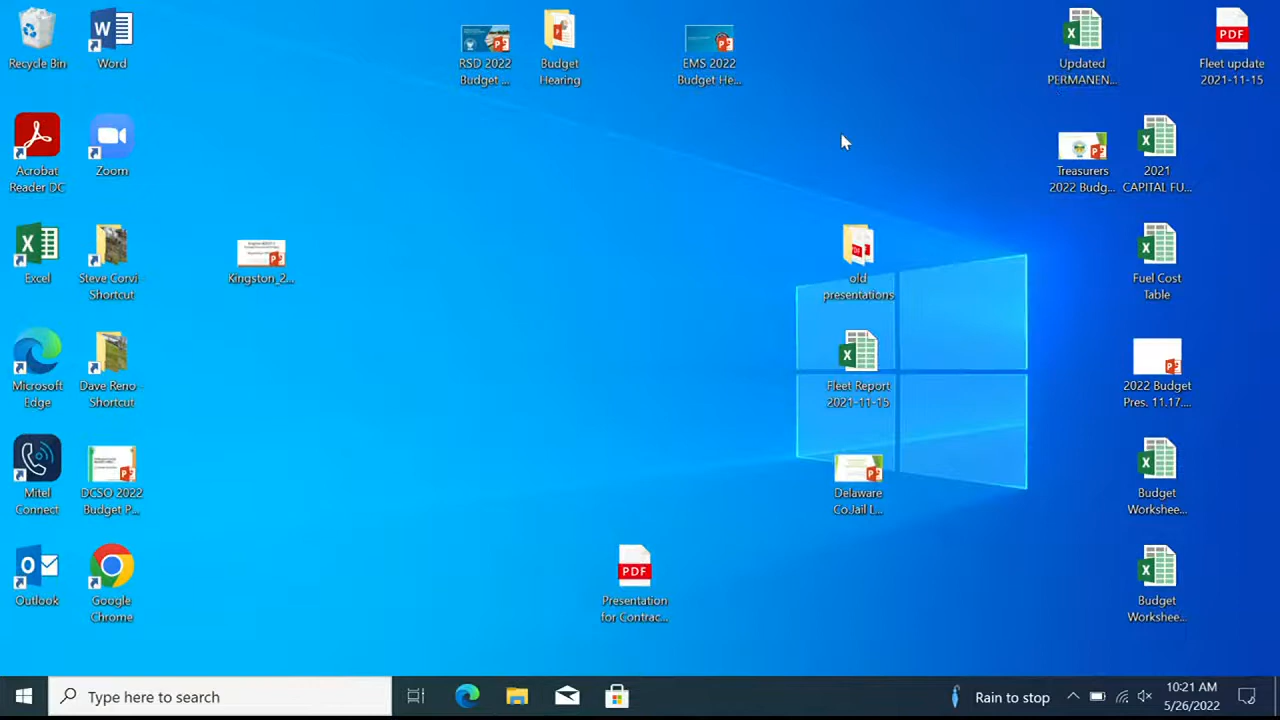 Recycle Bin
Word
RSD 2022
Budget ...
Budget
Hearing
EMS 2022
Budget He...
Updated
PERMANEN...
PDF
Fleet update
2021-11-15
Acrobat
Reader DC
Zoom
Treasurers
2022 Budg...
2021
CAPITAL FU...
Excel
Steve Corvi -
Shortcut
Kingston_2...
old
presentations
Fuel Cost
Table
Microsoft
Edge
Dave Reno -
Shortcut
Fleet Report
2021-11-15
2022 Budget
Pres. 11.17....
Mitel
Connect
DCSO 2022
Budget P...
Delaware
Co.Jail L...
Budget
Workshee...
Outlook
Google
Chrome
PDF
Presentation
for Contrac...
Budget
Workshee...
Type here to search
Rain to stop
10:21 AM
5/26/2022